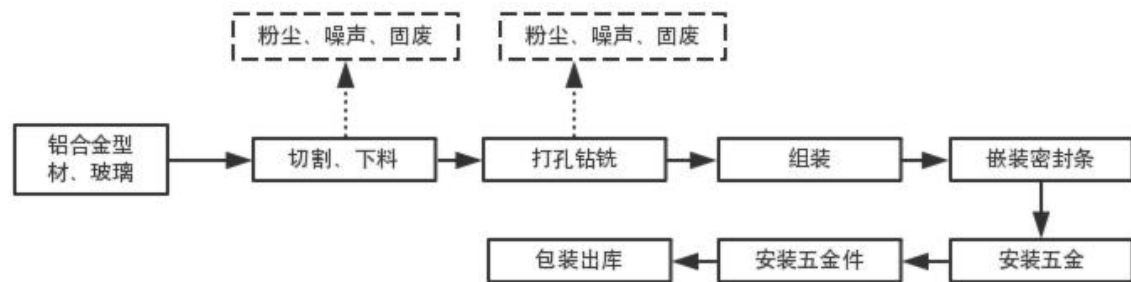 粉尘、噪声、固废
粉尘、噪声、固废
铝合金型
材、玻璃
切割、下料
打孔钻铣
组装
嵌装密封条
包装出库
安装五金件
安装五金